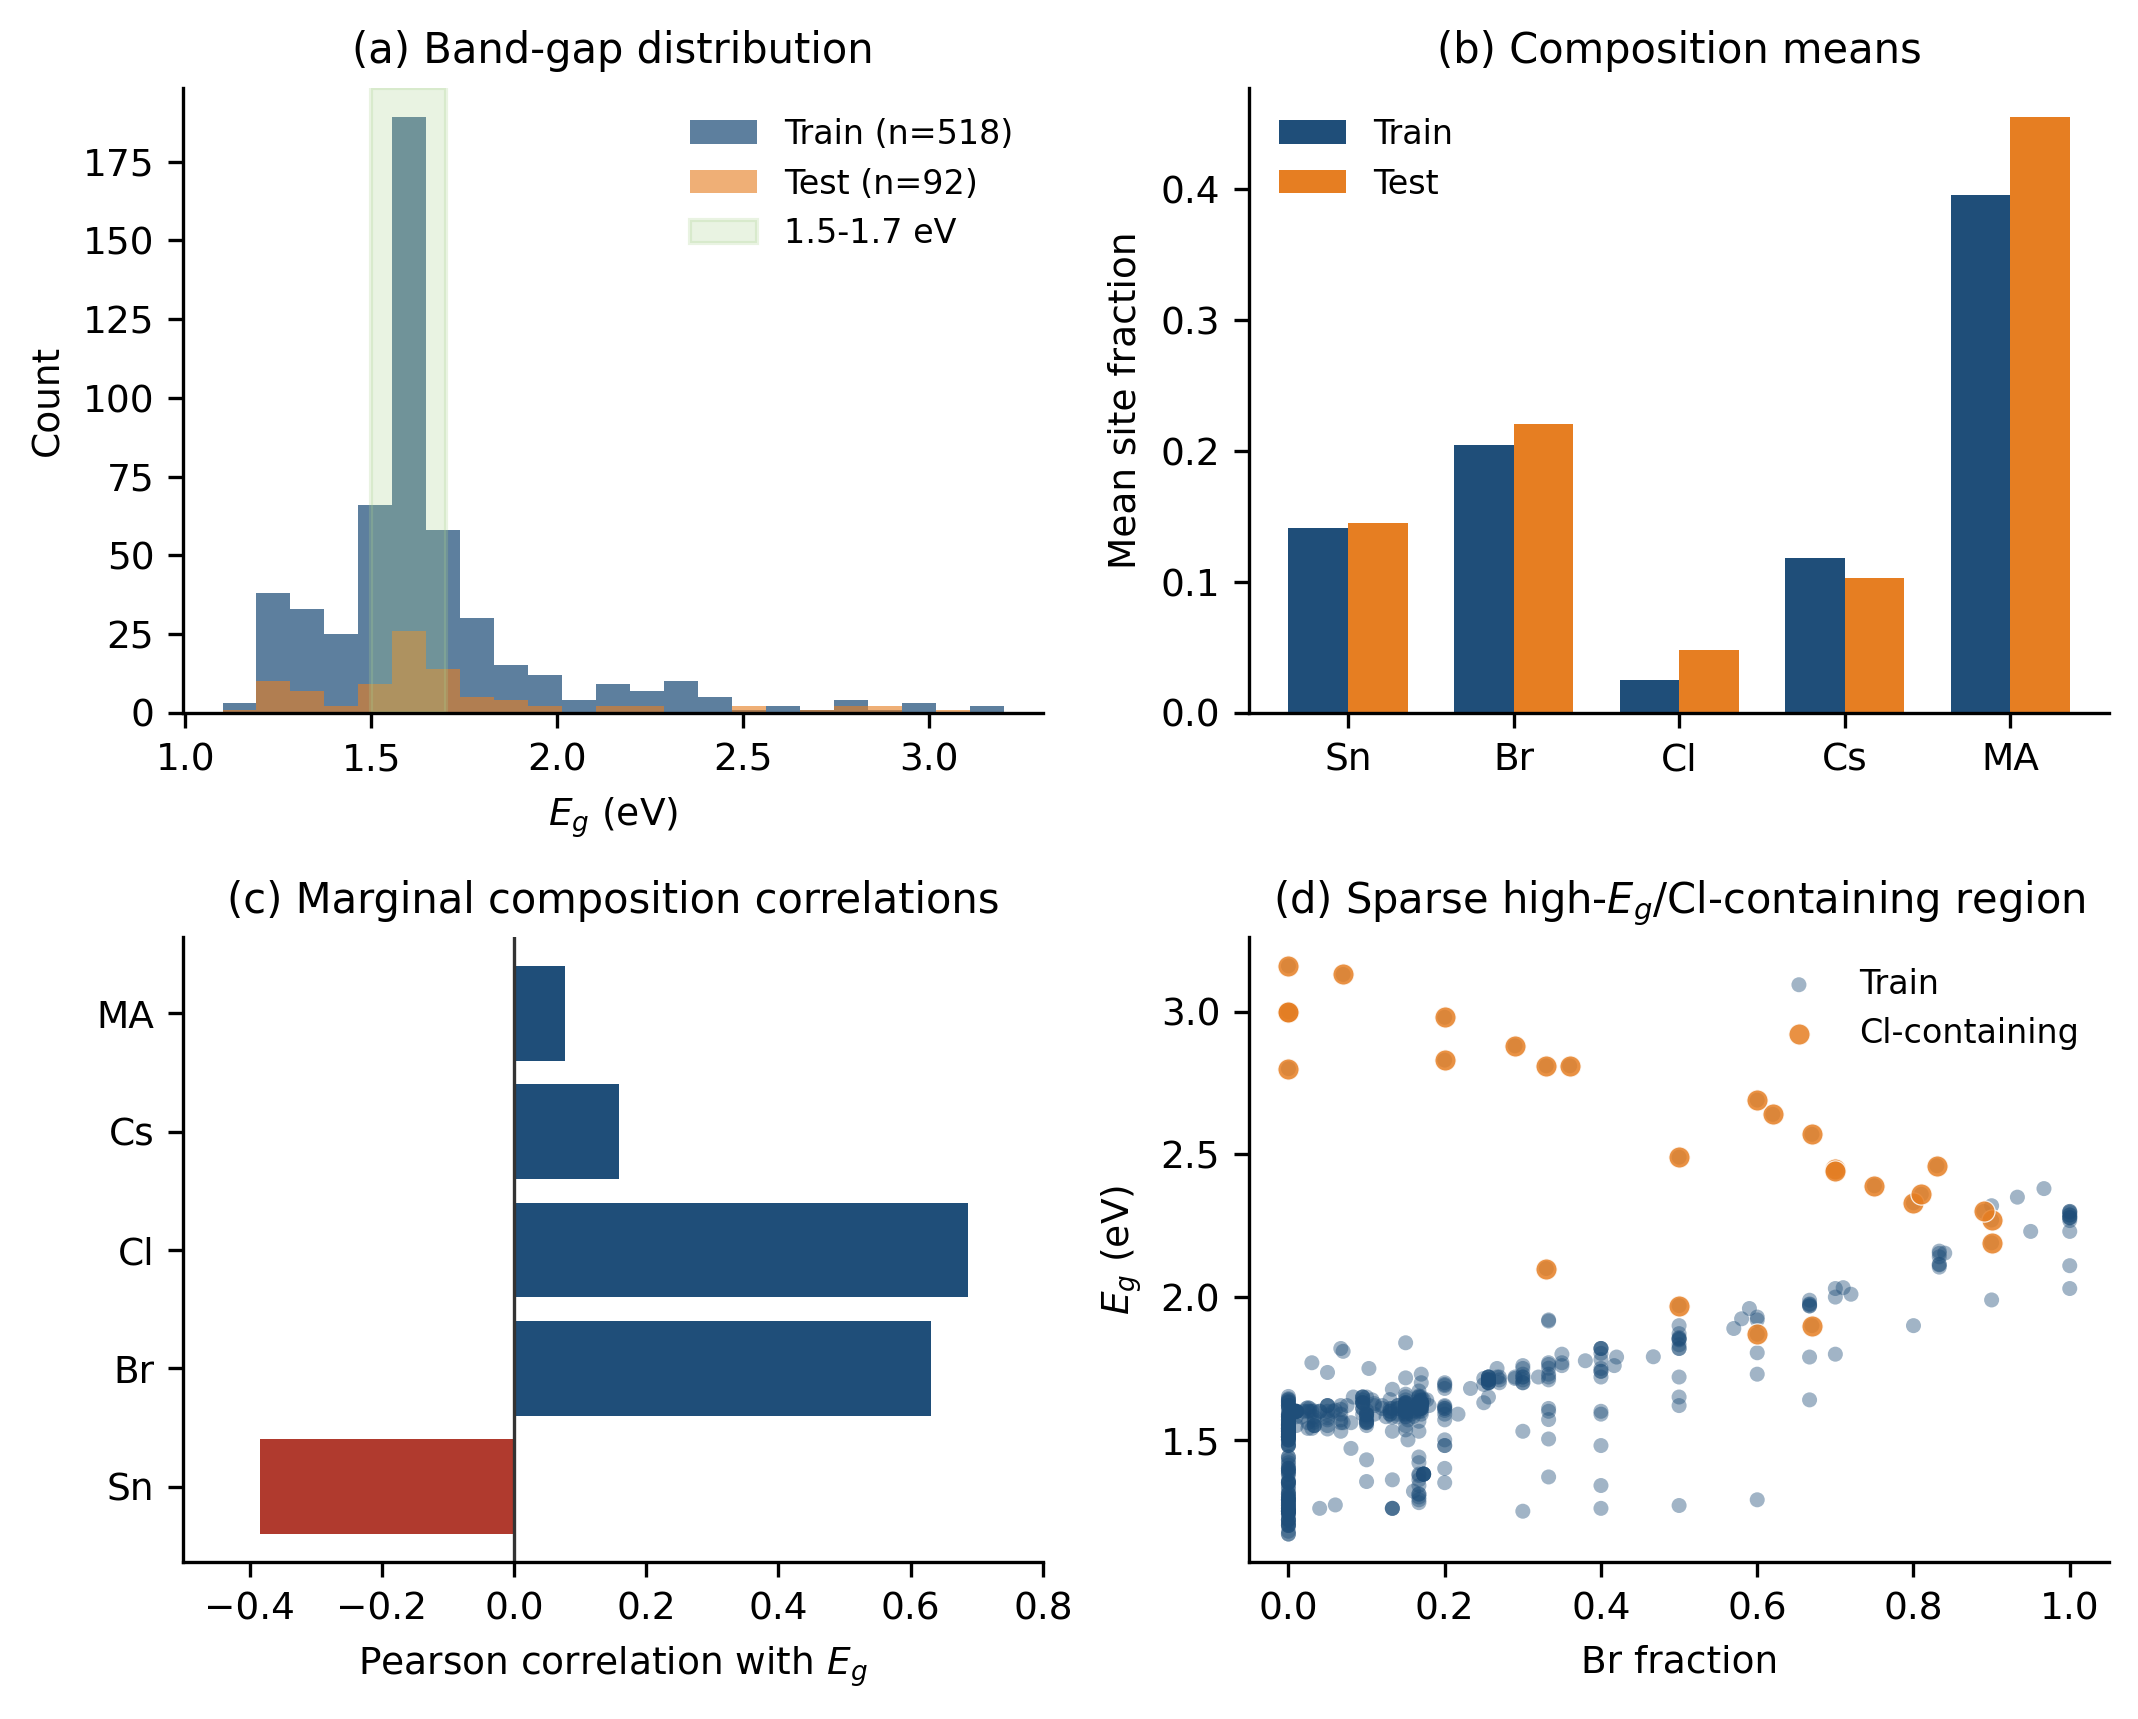 (a) Band-gap distribution
Count
175
150
125
100
75
50
25
0
1.0 1.5 2.0 2.5 3.0
E_g (eV)
Train (n=518)
Test (n=92)
1.5-1.7 eV
(b) Composition means
Mean site fraction
0.4
0.3
0.2
0.1
0.0
Sn Br Cl Cs MA
Train
Test
(c) Marginal composition correlations
MA
Cs
Cl
Br
Sn
−0.4 −0.2 0.0 0.2 0.4 0.6 0.8
Pearson correlation with E_g
(d) Sparse high-E_g/Cl-containing region
E_g (eV)
3.0
2.5
2.0
1.5
0.0 0.2 0.4 0.6 0.8 1.0
Br fraction
Train
Cl-containing